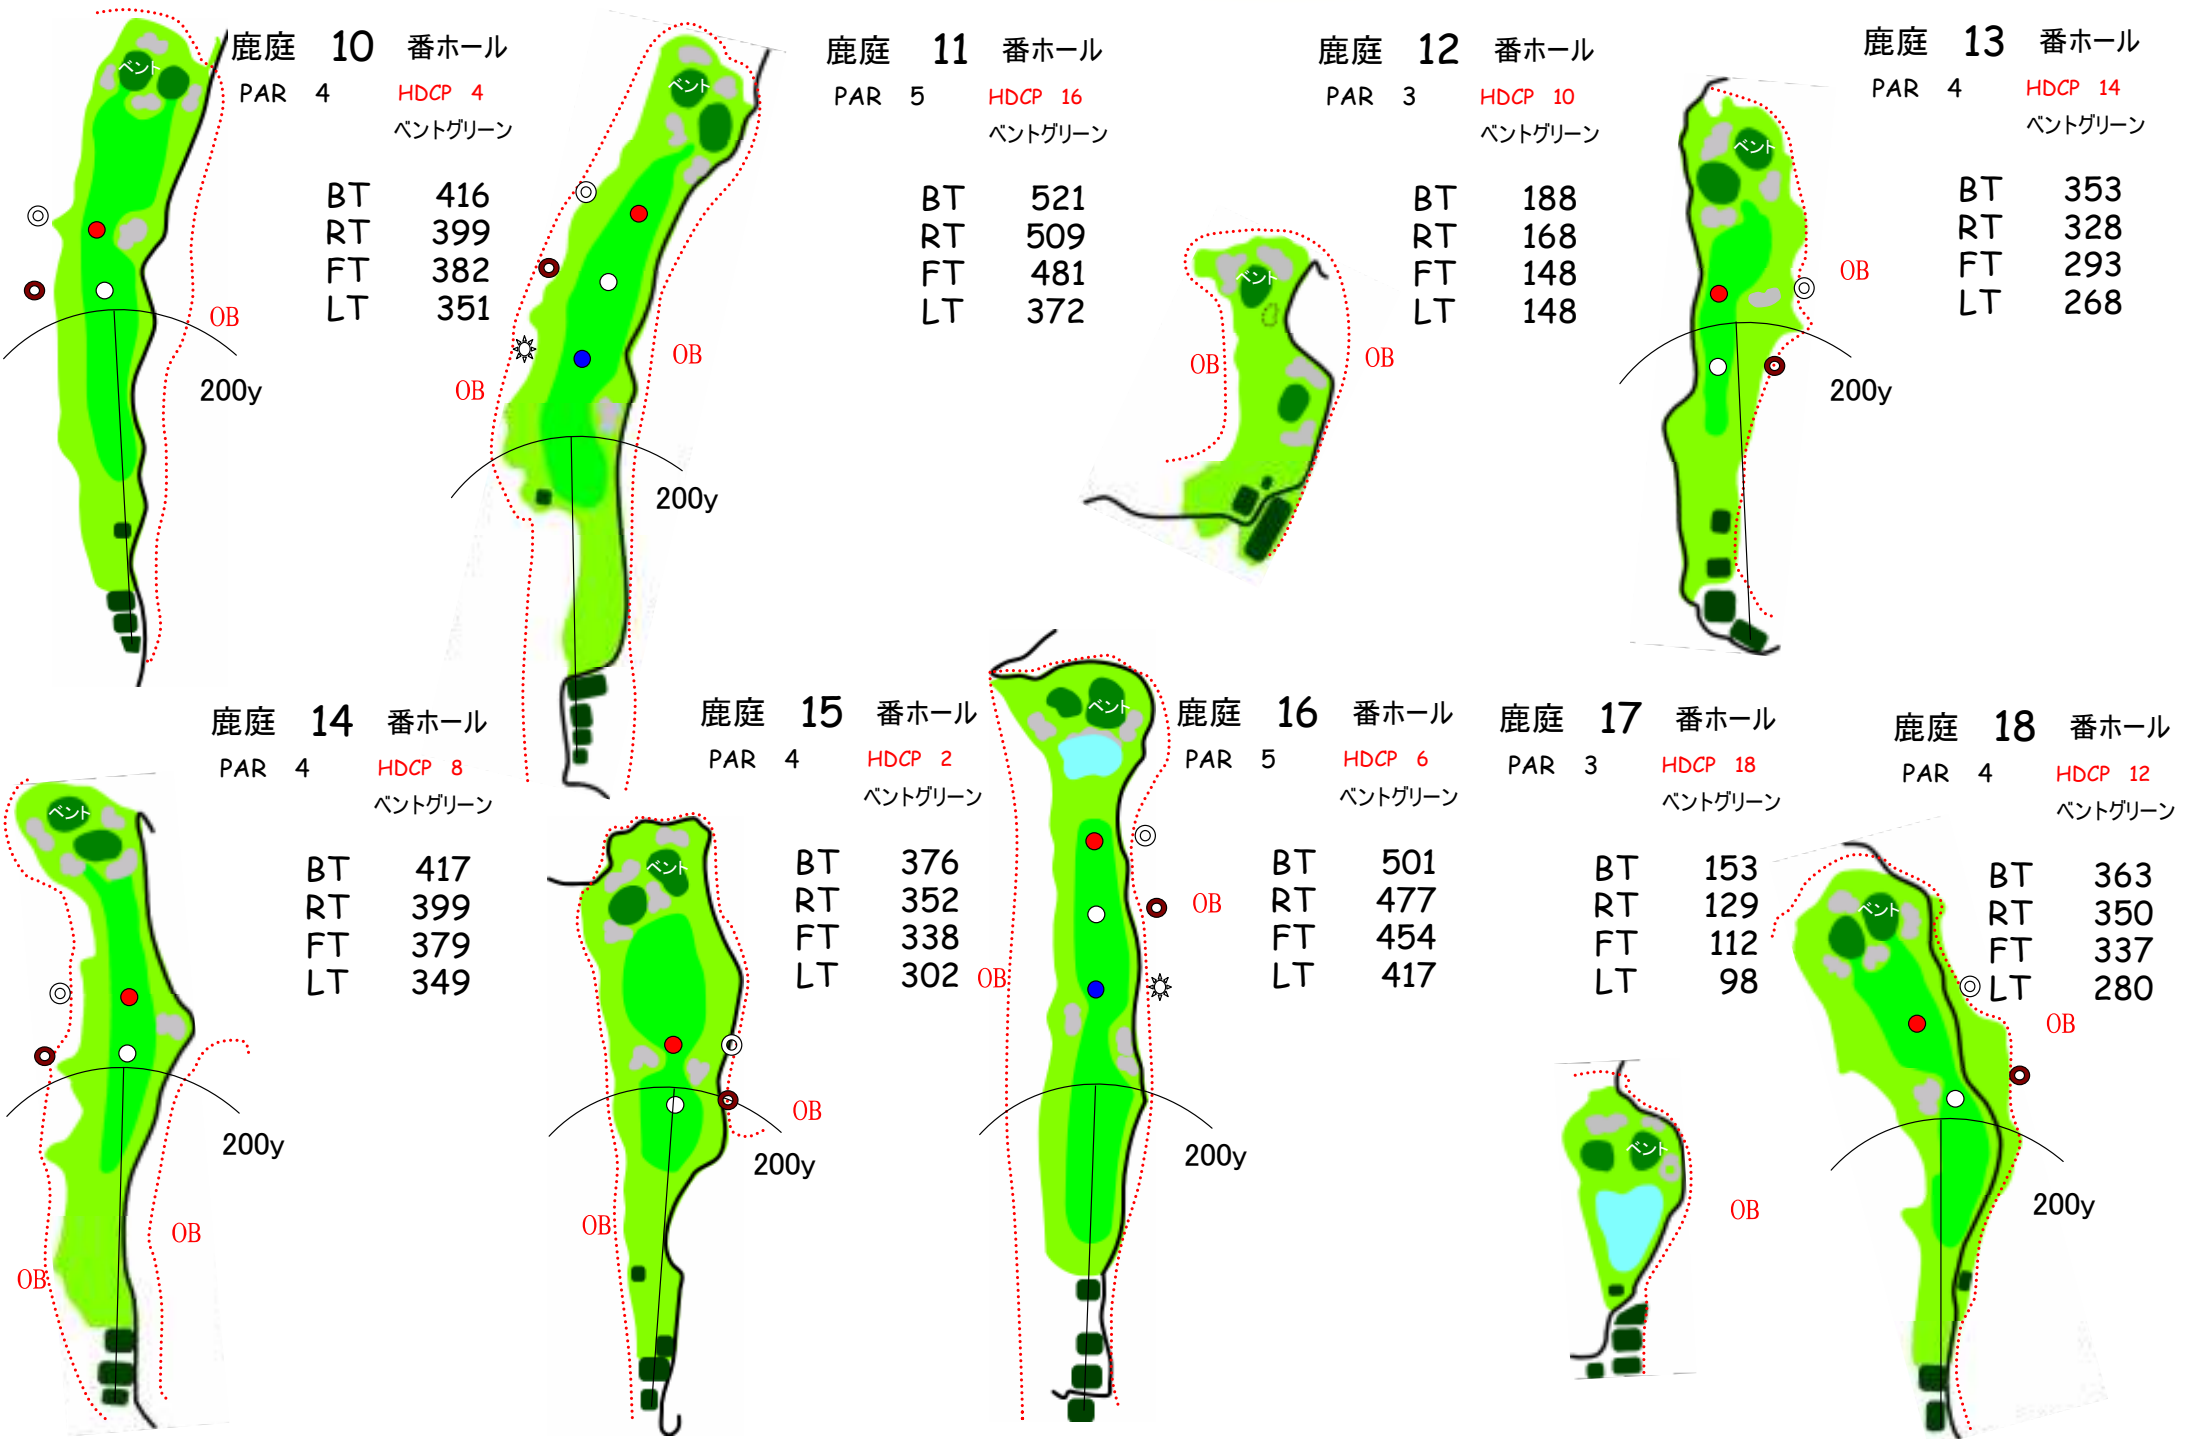 鹿庭 10 番ホール
PAR 4 HDCP 4
ベントグリーン
BT 416
RT 399
FT 382
LT 351
ベント
OB
200y
鹿庭 11 番ホール
PAR 5 HDCP 16
ベントグリーン
BT 521
RT 509
FT 481
LT 372
ベント
OB
OB
200y
鹿庭 12 番ホール
PAR 3 HDCP 10
ベントグリーン
BT 188
RT 168
FT 148
LT 148
ベント
OB
OB
鹿庭 13 番ホール
PAR 4 HDCP 14
ベントグリーン
BT 353
RT 328
FT 293
LT 268
ベント
OB
200y
鹿庭 14 番ホール
PAR 4 HDCP 8
ベントグリーン
BT 417
RT 399
FT 379
LT 349
ベント
200y
OB
OB
鹿庭 15 番ホール
PAR 4 HDCP 2
ベントグリーン
BT 376
RT 352
FT 338
LT 302
ベント
OB
200y
OB
鹿庭 16 番ホール
PAR 5 HDCP 6
ベントグリーン
BT 501
RT 477
FT 454
LT 417
ベント
OB
OB
200y
鹿庭 17 番ホール
PAR 3 HDCP 18
ベントグリーン
BT 153
RT 129
FT 112
LT 98
ベント
OB
鹿庭 18 番ホール
PAR 4 HDCP 12
ベントグリーン
BT 363
RT 350
FT 337
LT 280
ベント
OB
200y